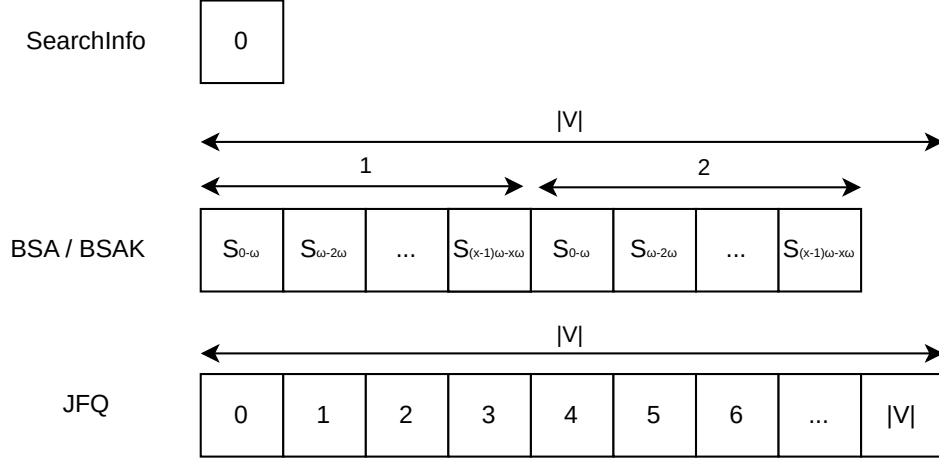 SearchInfo 0
|V|
1 2
BSA / BSAK S0-ω Sω-2ω ... S(x-1)ω-xω S0-ω Sω-2ω ... S(x-1)ω-xω
|V|
JFQ 0 1 2 3 4 5 6 ... |V|